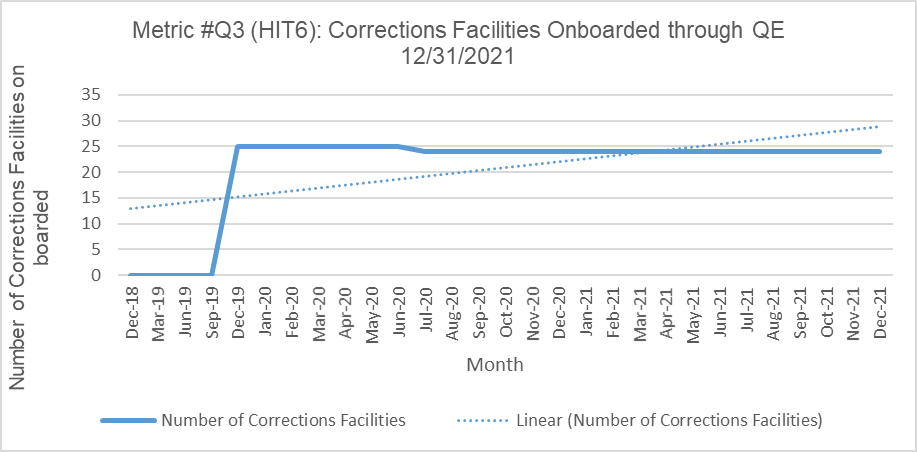 Metric #Q3 (HIT6): Corrections Facilities Onboarded through QE
12/31/2021
Number of Corrections Facilities on
boarded
35
30
25
20
15
10
5
0
Dec-18
Mar-19
Jun-19
Sep-19
Dec-19
Jan-20
Feb-20
Mar-20
Apr-20
May-20
Jun-20
Jul-20
Aug-20
Sep-20
Oct-20
Nov-20
Dec-20
Jan-21
Feb-21
Mar-21
Apr-21
May-21
Jun-21
Jul-21
Aug-21
Sep-21
Oct-21
Nov-21
Dec-21
Month
Number of Corrections Facilities
Linear (Number of Corrections Facilities)